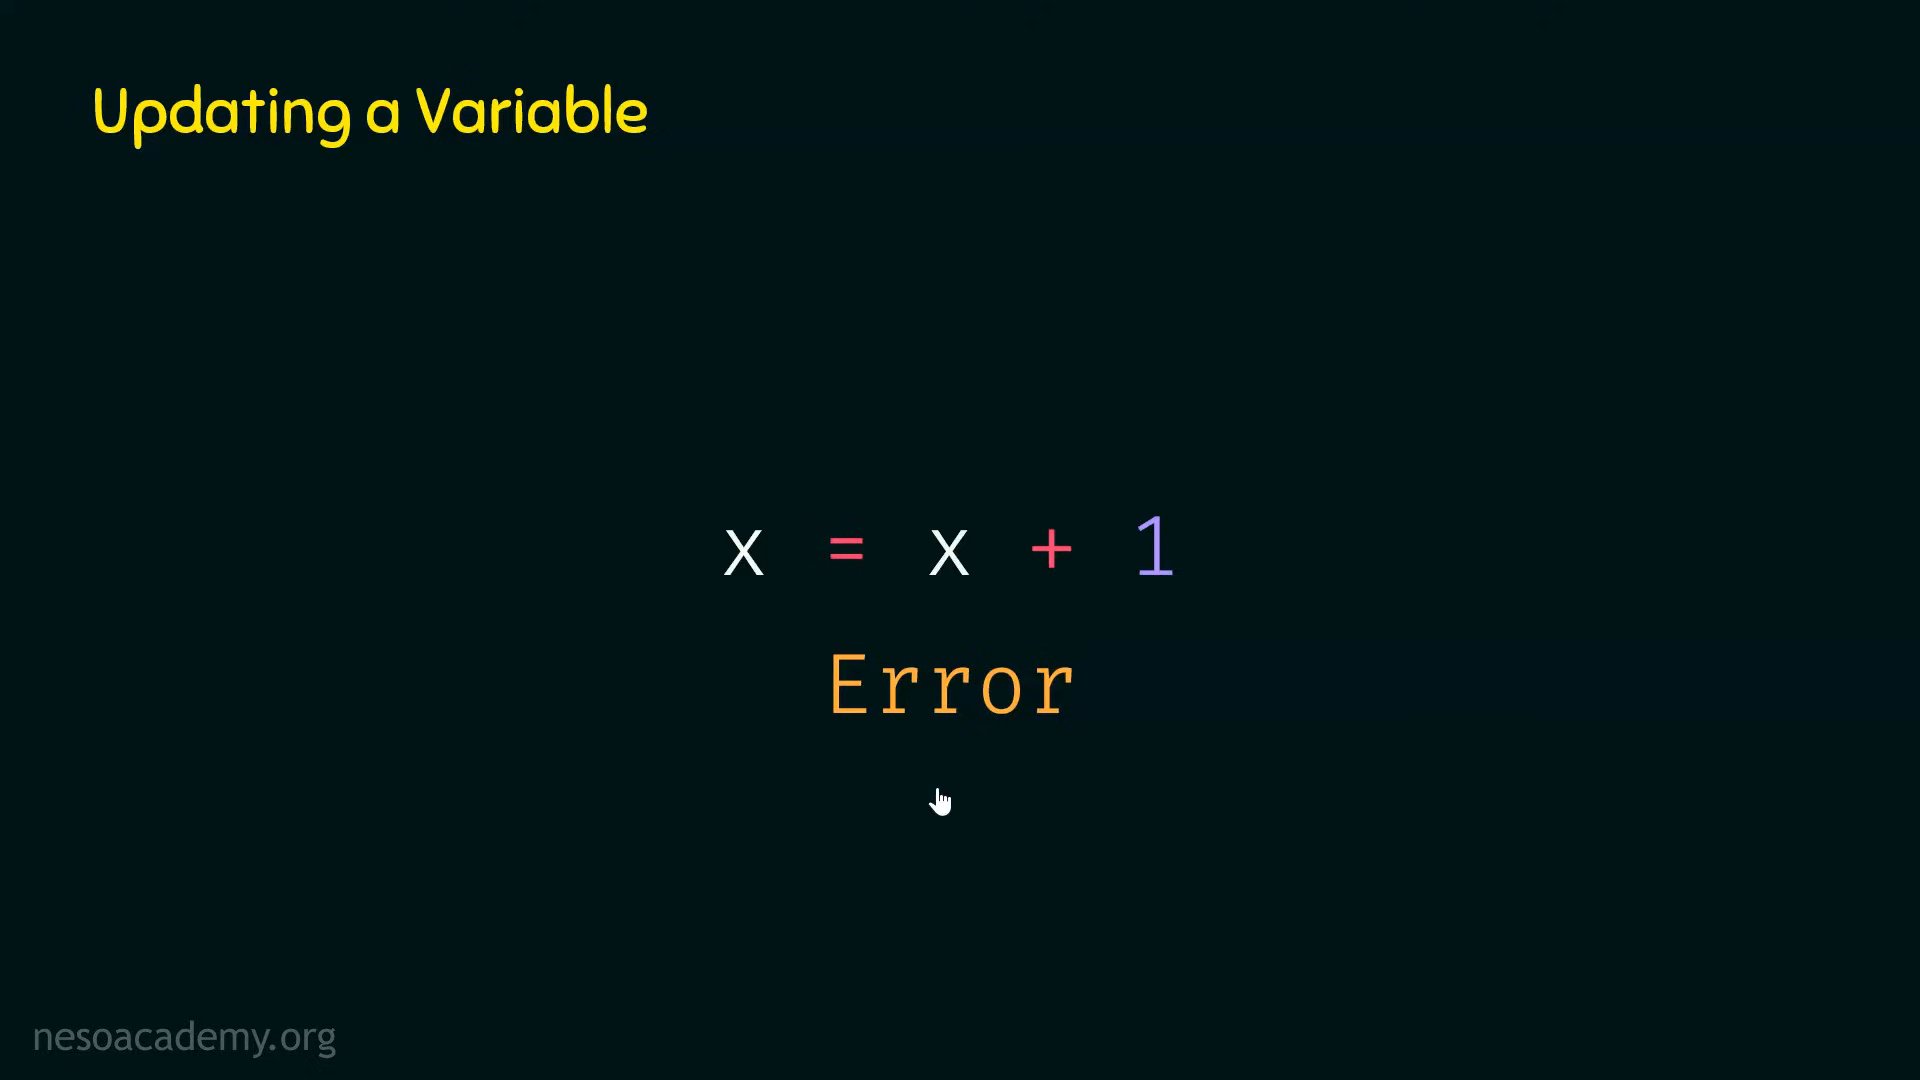 Updating a Variable
x = x + 1
Error
nesoacademy.org